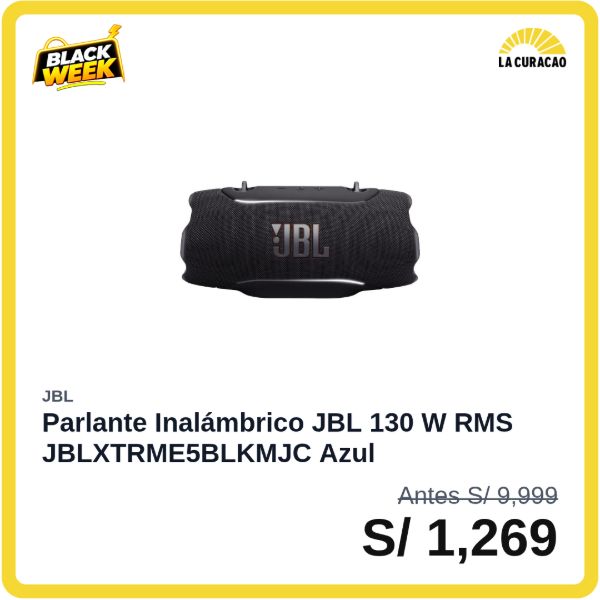 BLACK
WEEK
LA CURACAO
JBL
JBL
Parlante Inalámbrico JBL 130 W RMS
JBLXTRME5BLKMJC Azul
Antes S/ 9,999
S/ 1,269